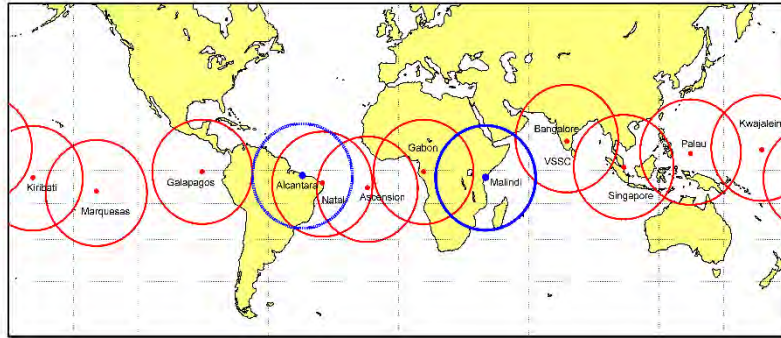 Kwajalein
Bangalore
Gabon
Palau
VSSC
Kiribati
Galapagos
Alcantara
Malindi
Natal
Ascension
Singapore
Marquesas